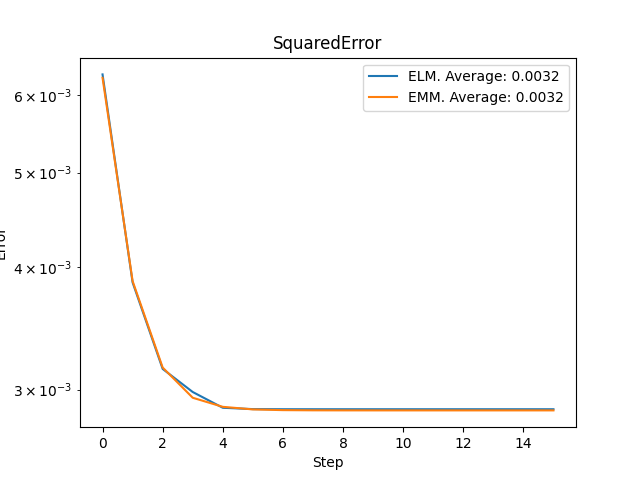 SquaredError
ELM. Average: 0.0032
EMM. Average: 0.0032
6 × 10⁻³
5 × 10⁻³
4 × 10⁻³
3 × 10⁻³
Error
0 2 4 6 8 10 12 14
Step